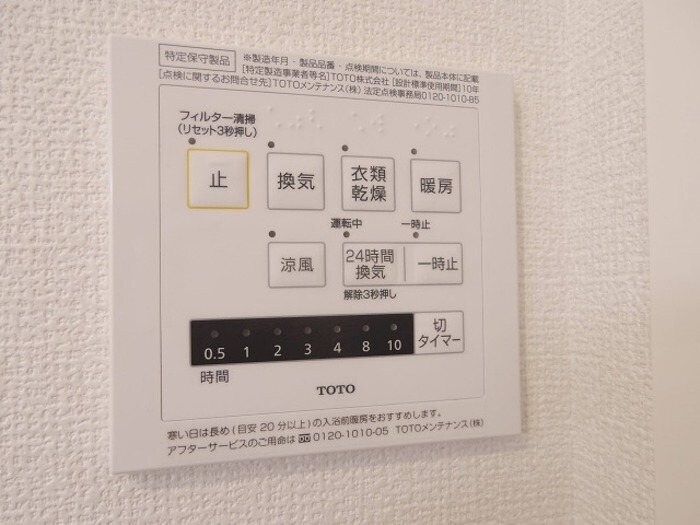 特定保守製品 ※製造年月・製品品番・点検期間については、製品本体に記載
[特定製造事業者等名]TOTO株式会社 [設計標準使用期間]10年
[点検に関するお問合せ先]TOTOメンテナンス(株) 法定点検事務局0120-1010-85
フィルター清掃
(リセット3秒押し)
止 換気 衣類乾燥 暖房
運転中 一時止
涼風 24時間換気 一時止
解除3秒押し
0.5 1 2 3 4 8 10 切タイマー
時間
TOTO
寒い日は長め(目安20分以上)の入浴前暖房をおすすめします。
アフターサービスのご用命は 0120-1010-05 TOTOメンテナンス(株)